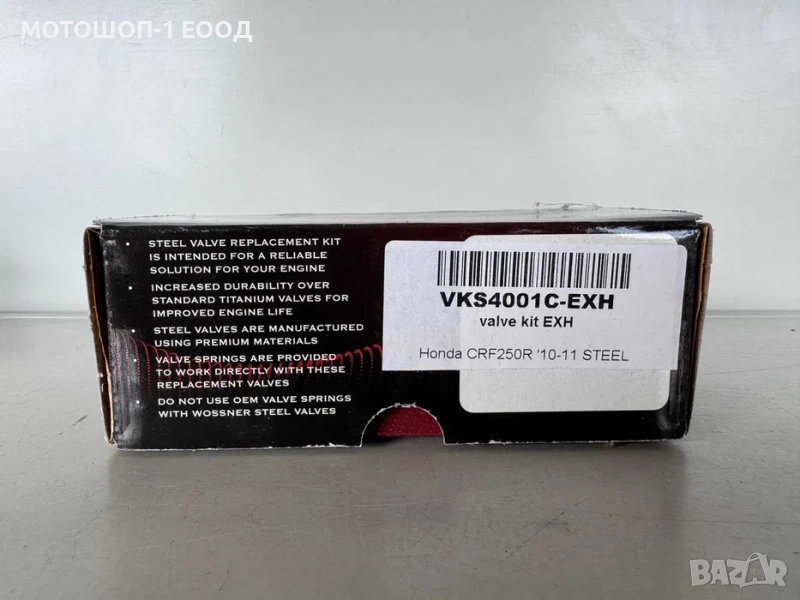 МОТОШОП-1 ЕООД
• STEEL VALVE REPLACEMENT KIT
IS INTENDED FOR A RELIABLE
SOLUTION FOR YOUR ENGINE
• INCREASED DURABILITY OVER
STANDARD TITANIUM VALVES FOR
IMPROVED ENGINE LIFE
• STEEL VALVES ARE MANUFACTURED
USING PREMIUM MATERIALS
• VALVE SPRINGS ARE PROVIDED
TO WORK DIRECTLY WITH THESE
REPLACEMENT VALVES
• DO NOT USE OEM VALVE SPRINGS
WITH WOSSNER STEEL VALVES
VKS4001C-EXH
valve kit EXH
Honda CRF250R '10-11 STEEL
BAZAR